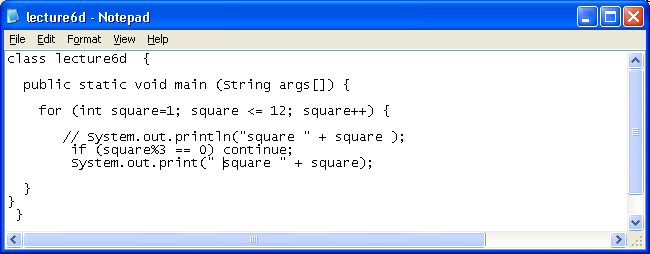 lecture6d - Notepad
File Edit Format View Help
class lecture6d  {
  public static void main (String args[]) {
    for (int square=1; square <= 12; square++) {
       // System.out.println("square " + square );
        if (square%3 == 0) continue;
        System.out.print(" square " + square);
  }
}
 }